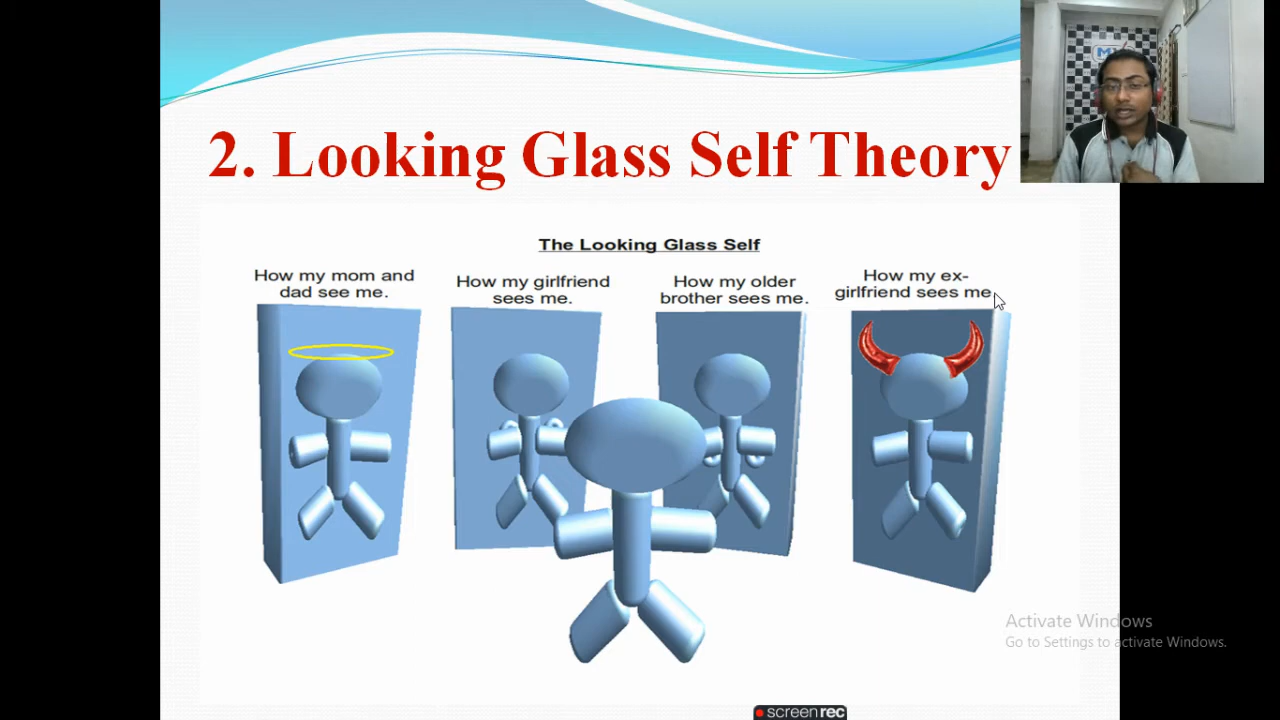 2. Looking Glass Self Theory
The Looking Glass Self
How my mom and
dad see me.
How my girlfriend
sees me.
How my older
brother sees me.
How my ex-
girlfriend sees me.
Activate Windows
Go to Settings to activate Windows.
screenrec